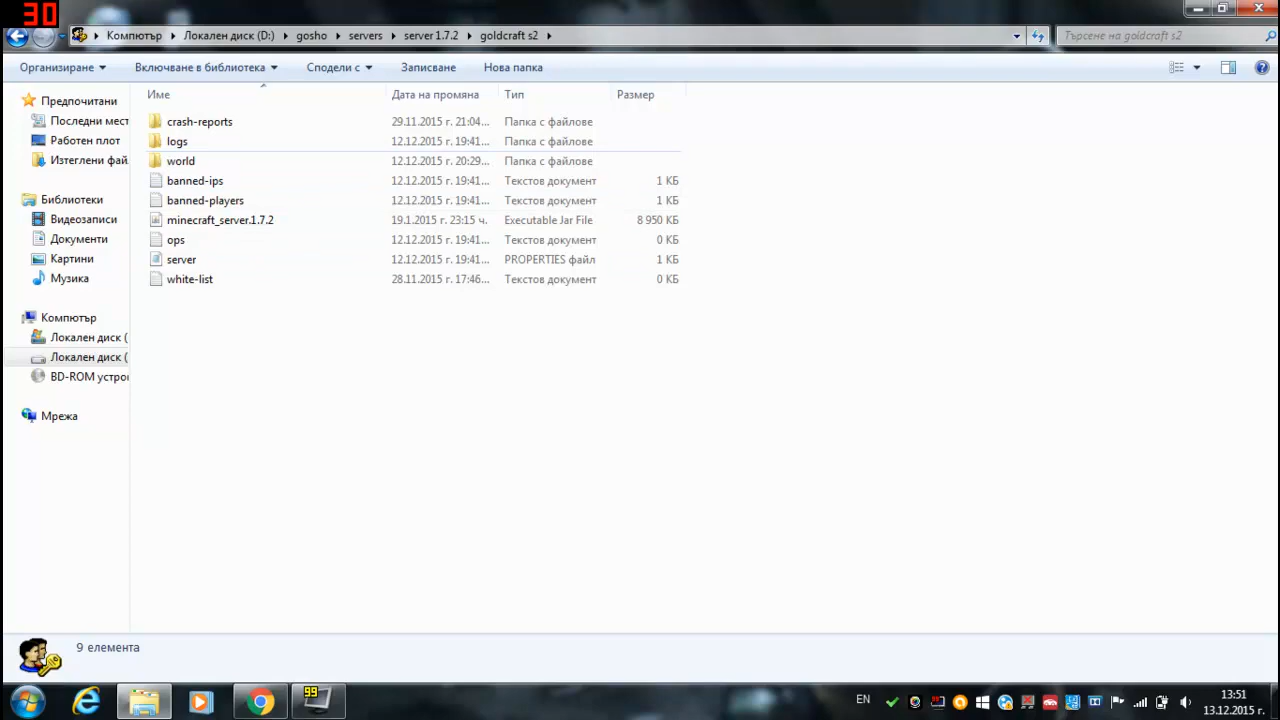 30
Компютър
Локален диск (D:)
gosho
servers
server 1.7.2
goldcraft s2
Търсене на goldcraft s2
Организиране
Включване в библиотека
Сподели с
Записване
Нова папка
Предпочитани
Последни мест
Работен плот
Изтеглени фай
Библиотеки
Видеозаписи
Документи
Картини
Музика
Компютър
Локален диск (
Локален диск (
BD-ROM устро
Мрежа
Име Дата на промяна Тип Размер
crash-reports 29.11.2015 г. 21:04... Папка с файлове
logs 12.12.2015 г. 19:41... Папка с файлове
world 12.12.2015 г. 20:29... Папка с файлове
banned-ips 12.12.2015 г. 19:41... Текстов документ 1 КБ
banned-players 12.12.2015 г. 19:41... Текстов документ 1 КБ
minecraft_server.1.7.2 19.1.2015 г. 23:15 ч. Executable Jar File 8 950 КБ
ops 12.12.2015 г. 19:41... Текстов документ 0 КБ
server 12.12.2015 г. 19:41... PROPERTIES файл 1 КБ
white-list 28.11.2015 г. 17:46... Текстов документ 0 КБ
9 елемента
99
EN
13:51
13.12.2015 г.